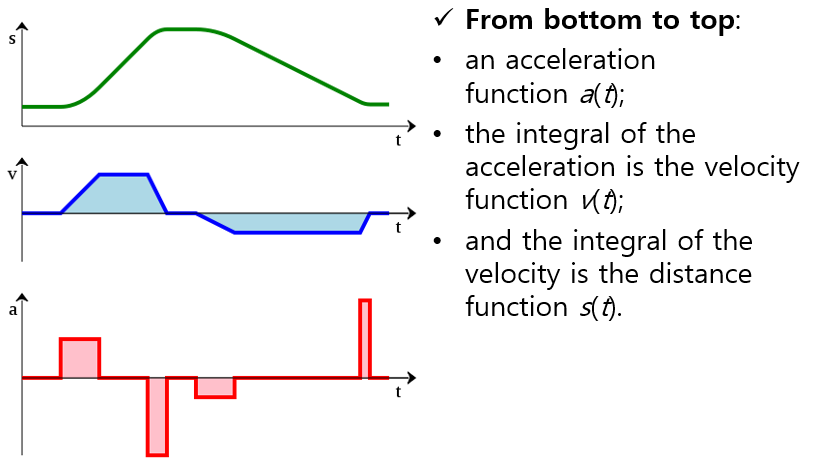 s
t
v
t
a
t
✓ From bottom to top:
• an acceleration
function a(t);
• the integral of the
acceleration is the velocity
function v(t);
• and the integral of the
velocity is the distance
function s(t).